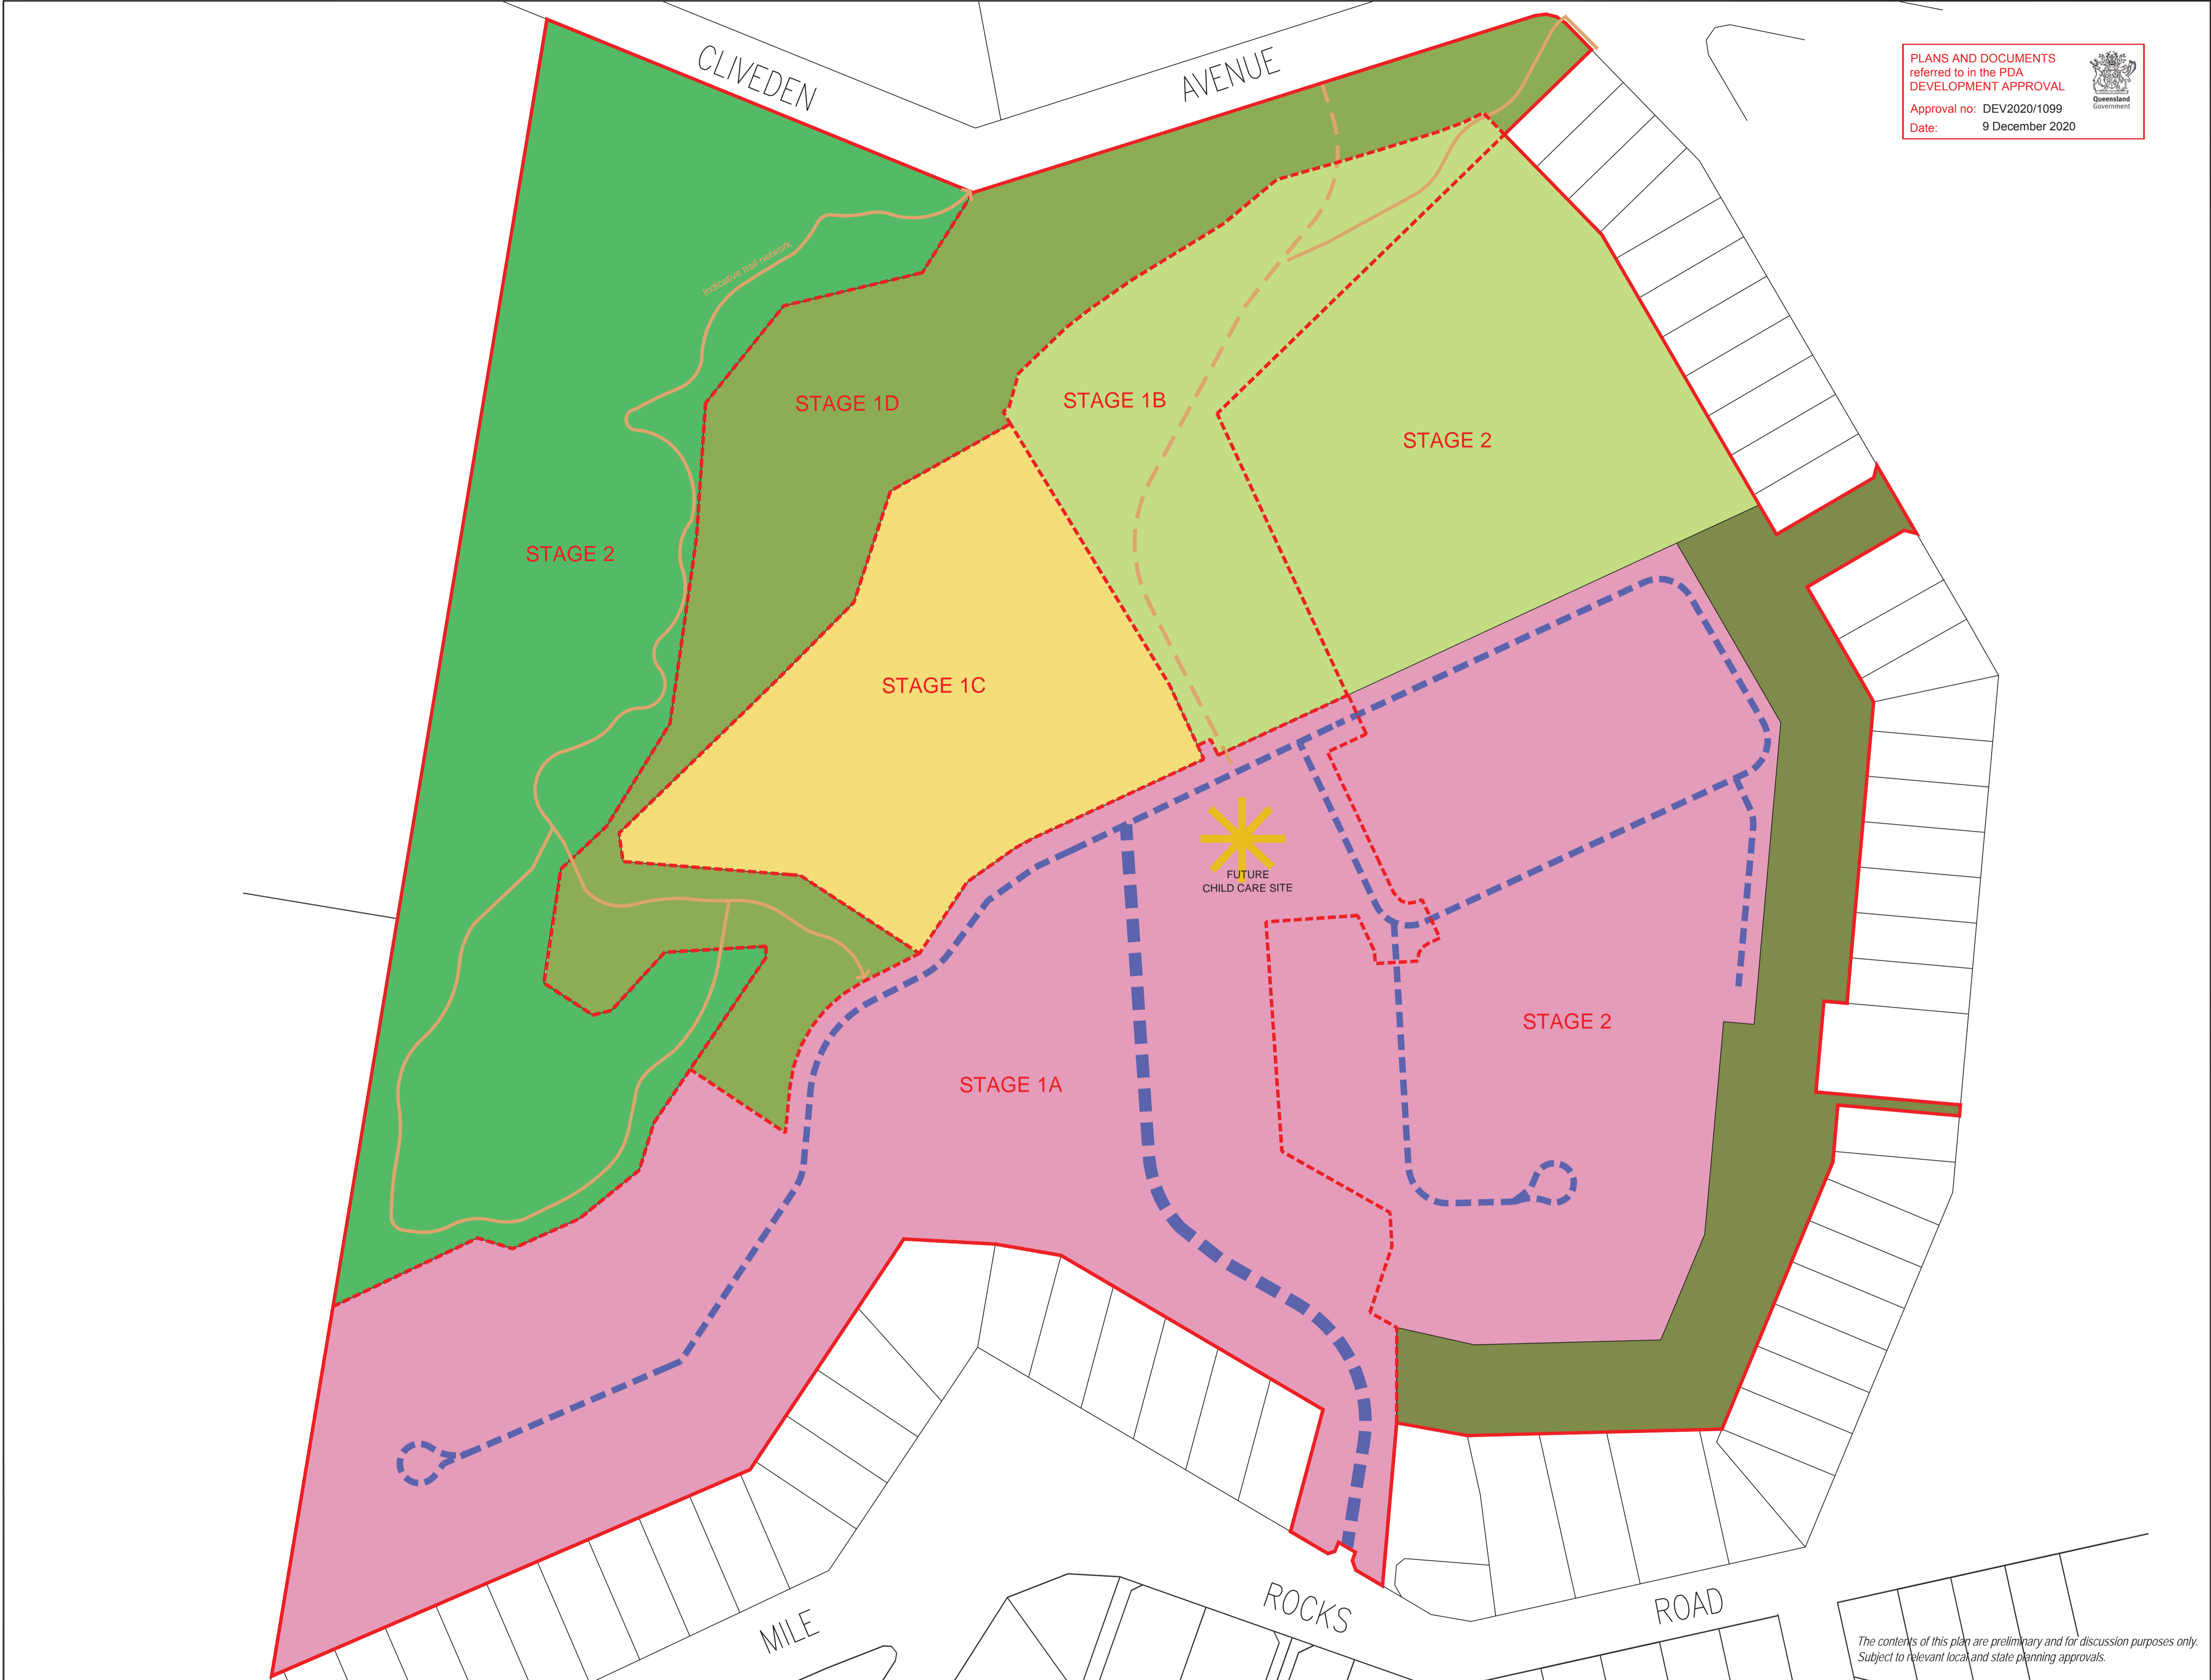 CLIVEDEN
AVENUE
PLANS AND DOCUMENTS
referred to in the PDA
DEVELOPMENT APPROVAL
Approval no: DEV2020/1099
Date: 9 December 2020
Queensland
Government
Indicative trail network
STAGE 1D
STAGE 1B
STAGE 2
STAGE 2
STAGE 1C
FUTURE
CHILD CARE SITE
STAGE 2
STAGE 1A
MILE
ROCKS
ROAD
The contents of this plan are preliminary and for discussion purposes only.
Subject to relevant local and state planning approvals.